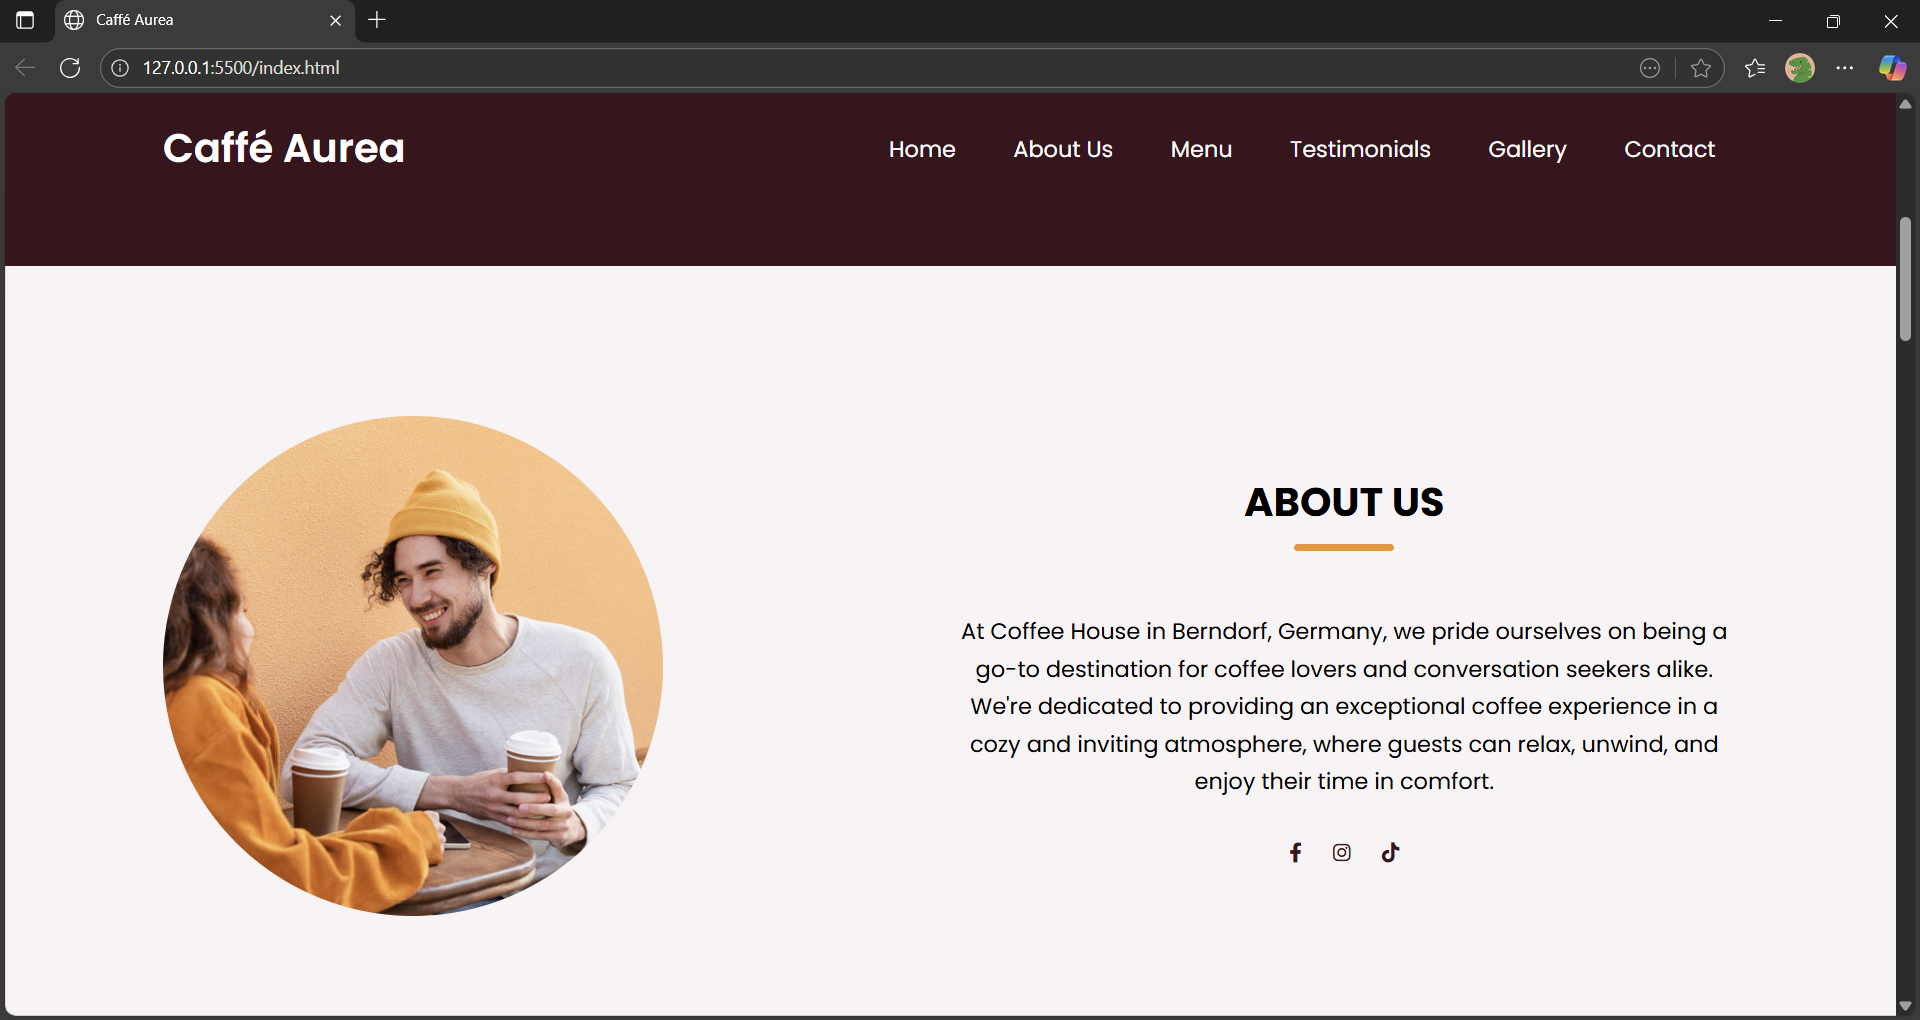 Caffé Aurea
127.0.0.1:5500/index.html
Caffé Aurea
Home About Us Menu Testimonials Gallery Contact
ABOUT US
At Coffee House in Berndorf, Germany, we pride ourselves on being a
go-to destination for coffee lovers and conversation seekers alike.
We're dedicated to providing an exceptional coffee experience in a
cozy and inviting atmosphere, where guests can relax, unwind, and
enjoy their time in comfort.